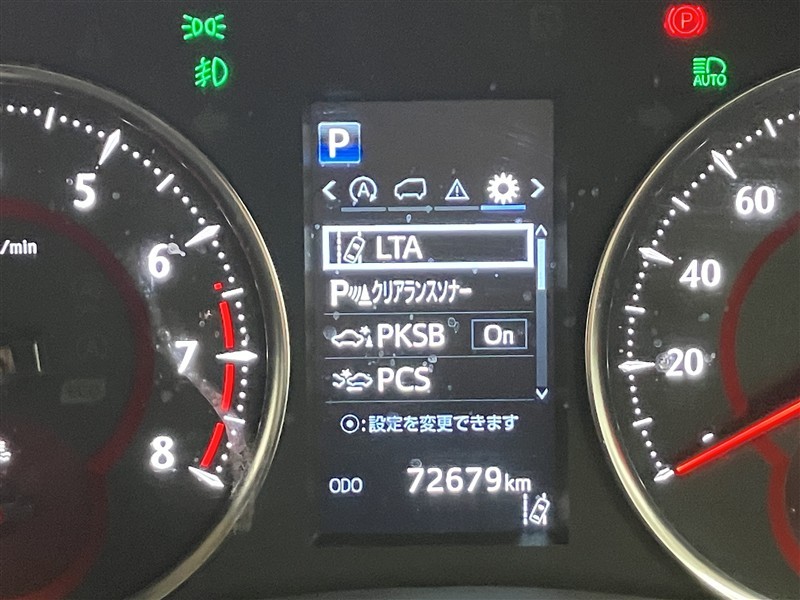 P
AUTO
P
A
5
6
7
8
/min
LTA
Pクリアランスソナー
PKSB On
PCS
:設定を変更できます
ODO 72679km
60
40
20